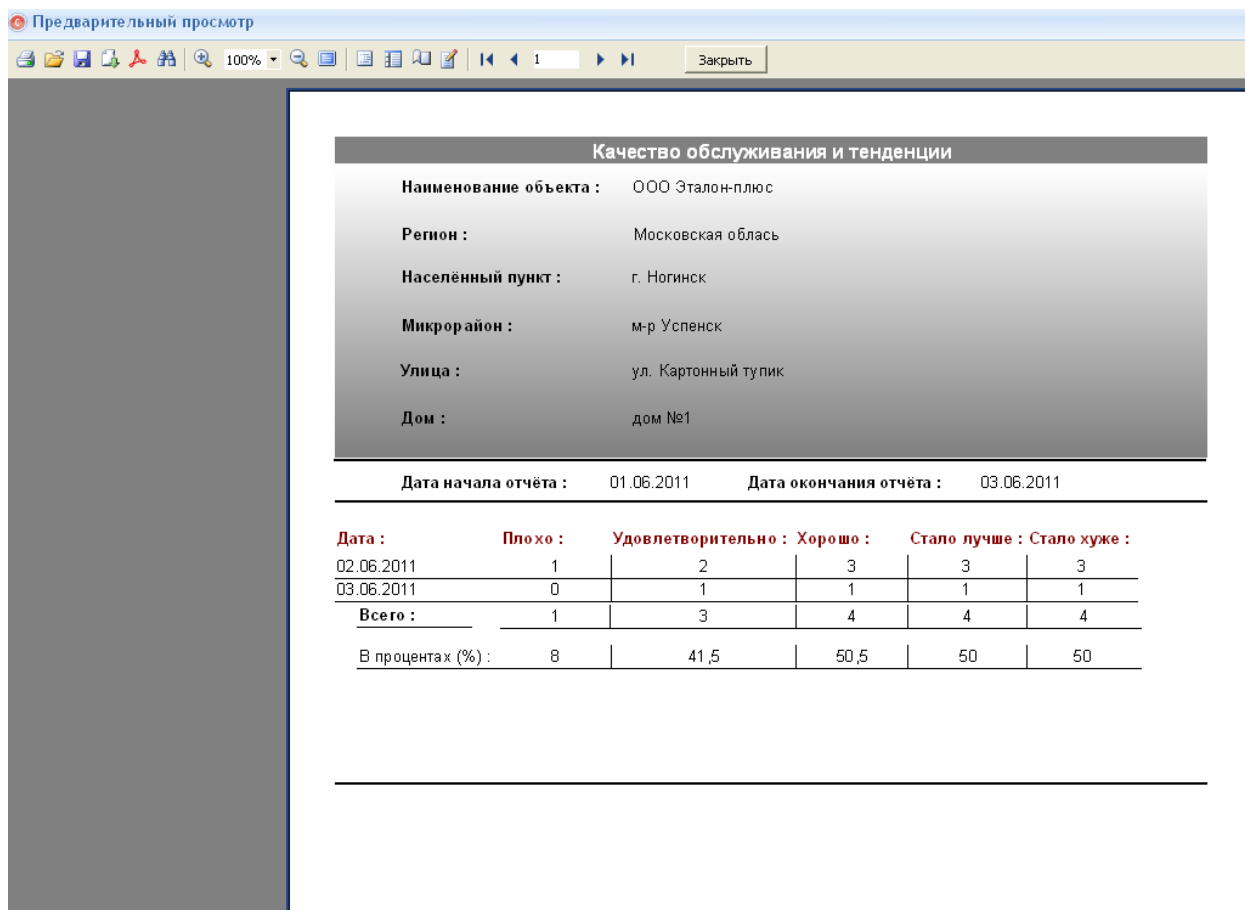 Предварительный просмотр
100% 1 Закрыть
Качество обслуживания и тенденции
Наименование объекта : ООО Эталон-плюс
Регион : Московская облась
Населённый пункт : г. Ногинск
Микрорайон : м-р Успенск
Улица : ул. Картонный тупик
Дом : дом №1
Дата начала отчёта : 01.06.2011 Дата окончания отчёта : 03.06.2011
Дата : Плохо : Удовлетворительно : Хорошо : Стало лучше : Стало хуже :
02.06.2011 1 2 3 3 3
03.06.2011 0 1 1 1 1
Всего : 1 3 4 4 4
В процентах (%) : 8 41,5 50,5 50 50